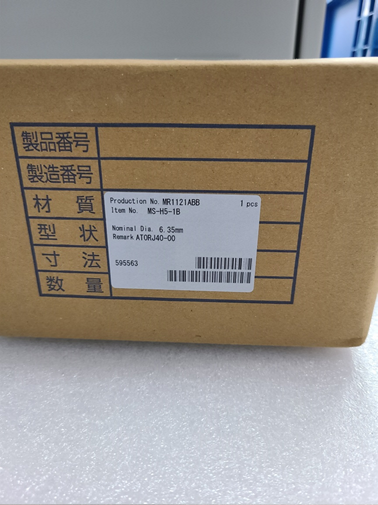 製品番号
製造番号
材質
型状
寸法
数量
Production No. MR1121ABB 1 pcs
Item No. MS-H5-1B
Nominal Dia. 6.35mm
Remark ATORJ40-00
595563